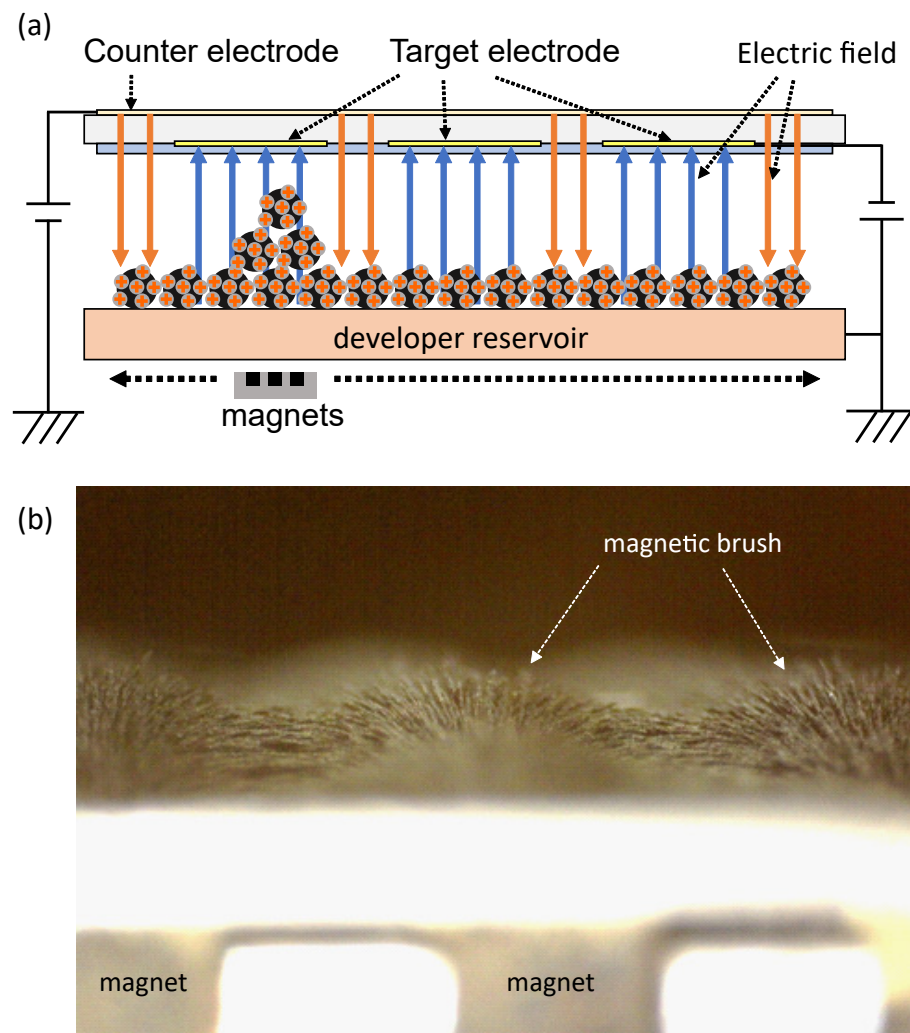 (a)
Counter electrode
Target electrode
Electric field
developer reservoir
magnets
(b)
magnetic brush
magnet
magnet